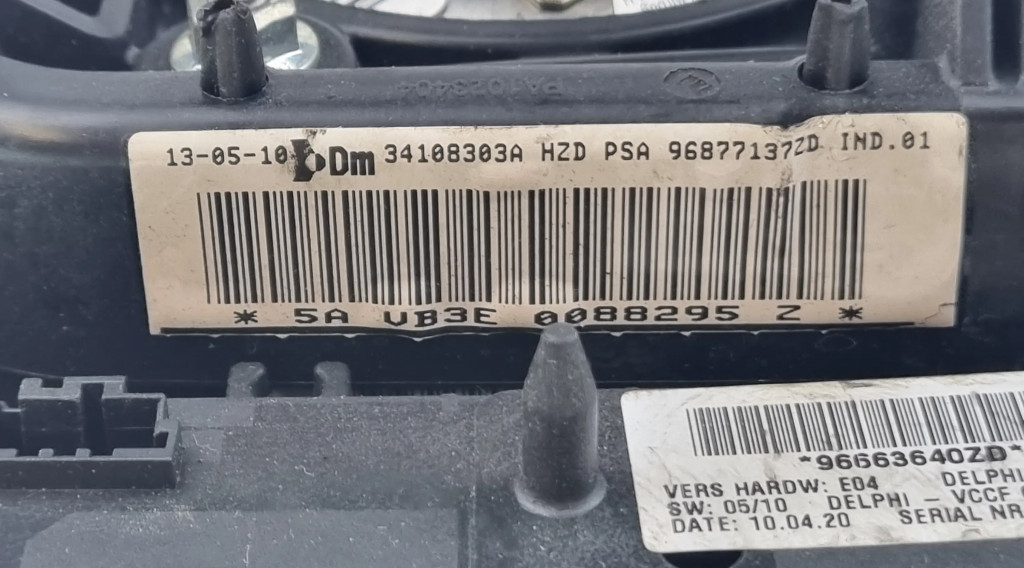 PA1023404
13-05-10 Dm 34108303A HZD PSA 96877137ZD IND.01
* 5A VB3E 0088295 Z *
*96663640ZD*
VERS HARDW: E04 DELPHI
SW: 05/10 DELPHI - VCCF
DATE: 10.04.20 SERIAL NR